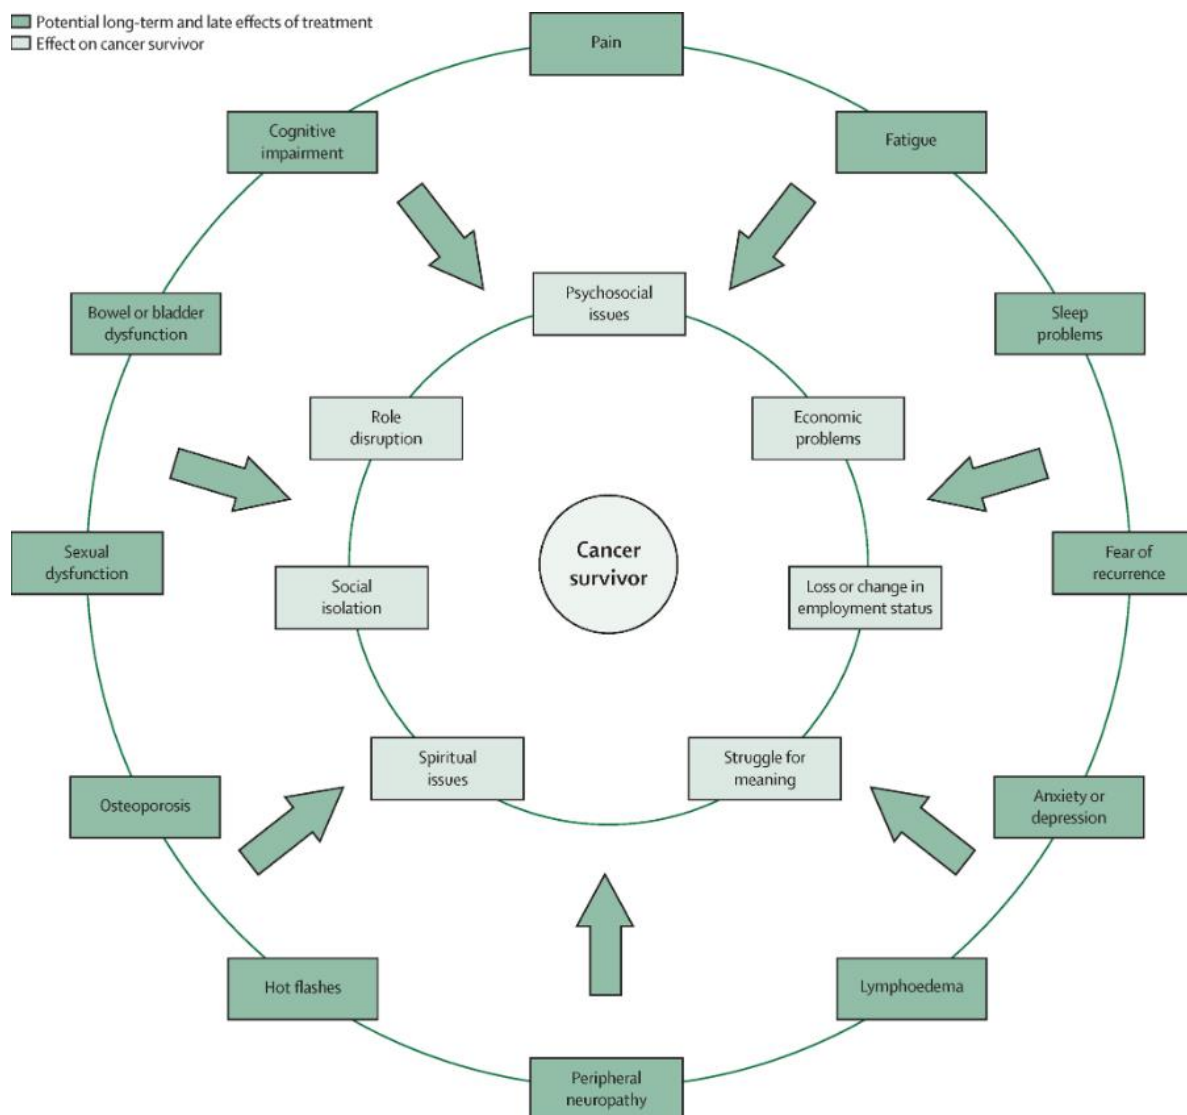 Potential long-term and late effects of treatment
Effect on cancer survivor
Pain
Cognitive
impairment
Fatigue
Psychosocial
issues
Bowel or bladder
dysfunction
Sleep
problems
Role
disruption
Economic
problems
Sexual
dysfunction
Cancer
survivor
Fear of
recurrence
Social
isolation
Loss or change in
employment status
Spiritual
issues
Struggle for
meaning
Osteoporosis
Anxiety or
depression
Hot flashes
Lymphoedema
Peripheral
neuropathy